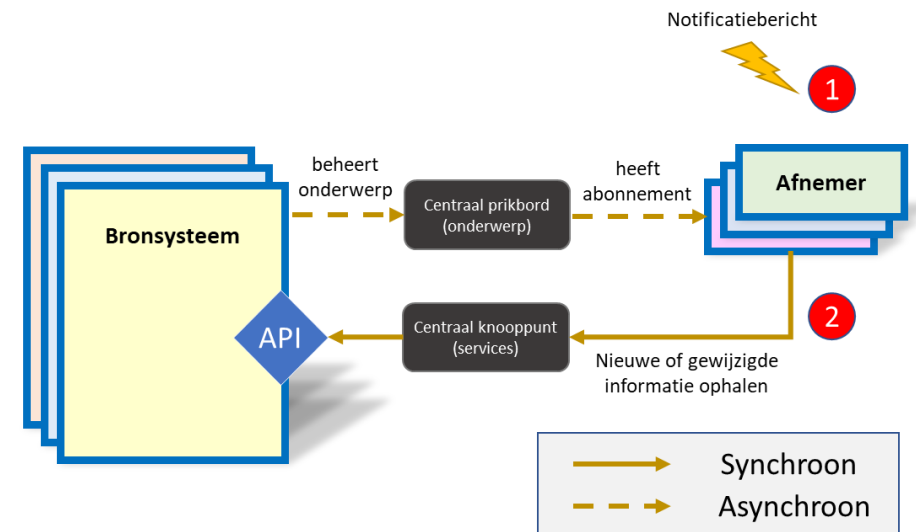 Notificatiebericht
1
beheert
onderwerp
heeft
abonnement
Afnemer
Centraal prikbord
(onderwerp)
Bronsysteem
API
Centraal knooppunt
(services)
2
Nieuwe of gewijzigde
informatie ophalen
Synchroon
Asynchroon